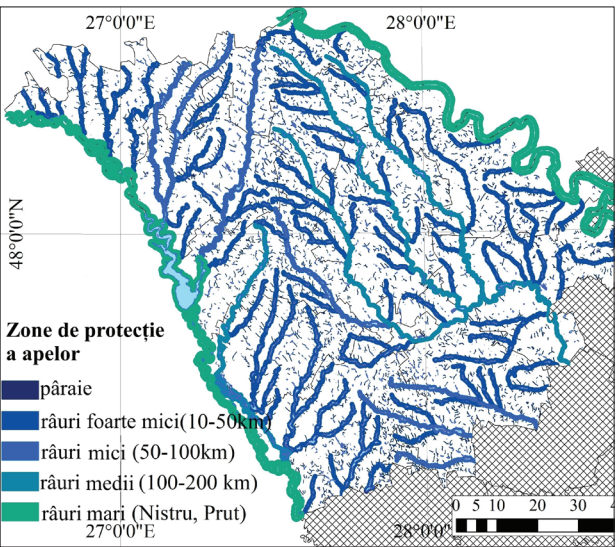 27°0'0"E
28°0'0"E
48°0'0"N
Zone de protecție
a apelor
pâraie
râuri foarte mici(10-50km)
râuri mici (50-100km)
râuri medii (100-200 km)
râuri mari (Nistru, Prut)
27°0'0"E
28°0'0"
0 5 10 20 30